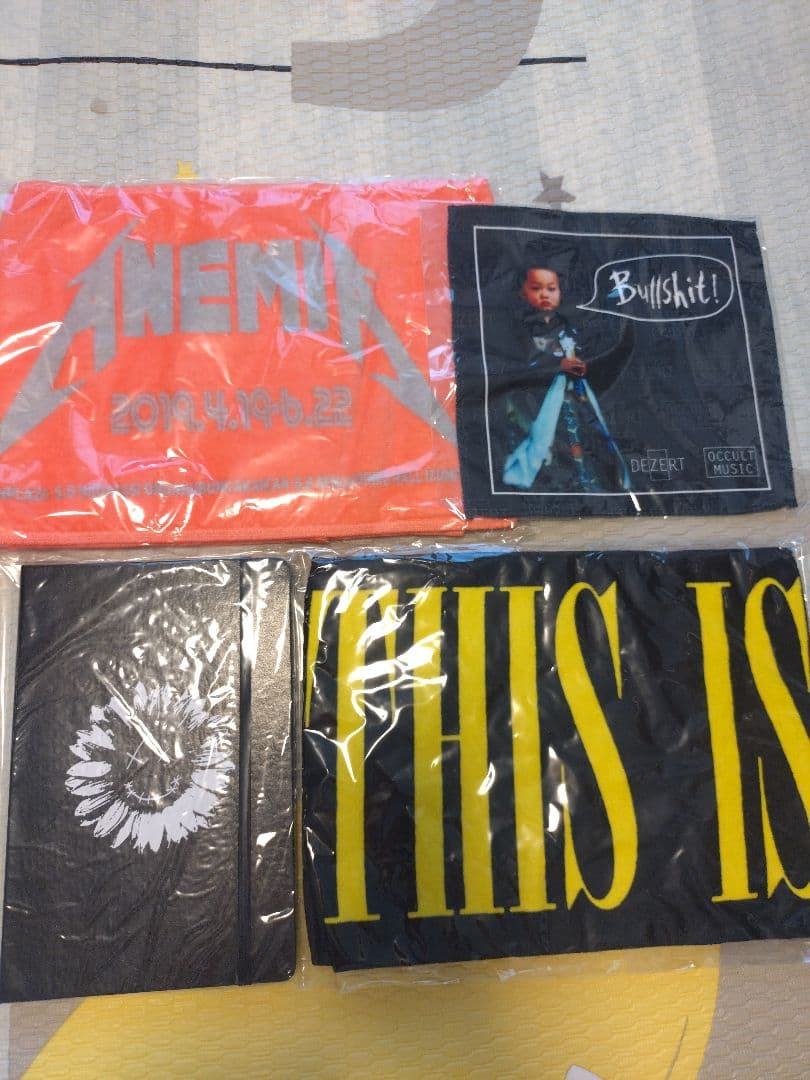 ANEMIA
2019.4.19-6.22
Bullshit!
DEZERT
OCCULT
MUSIC
THIS IS